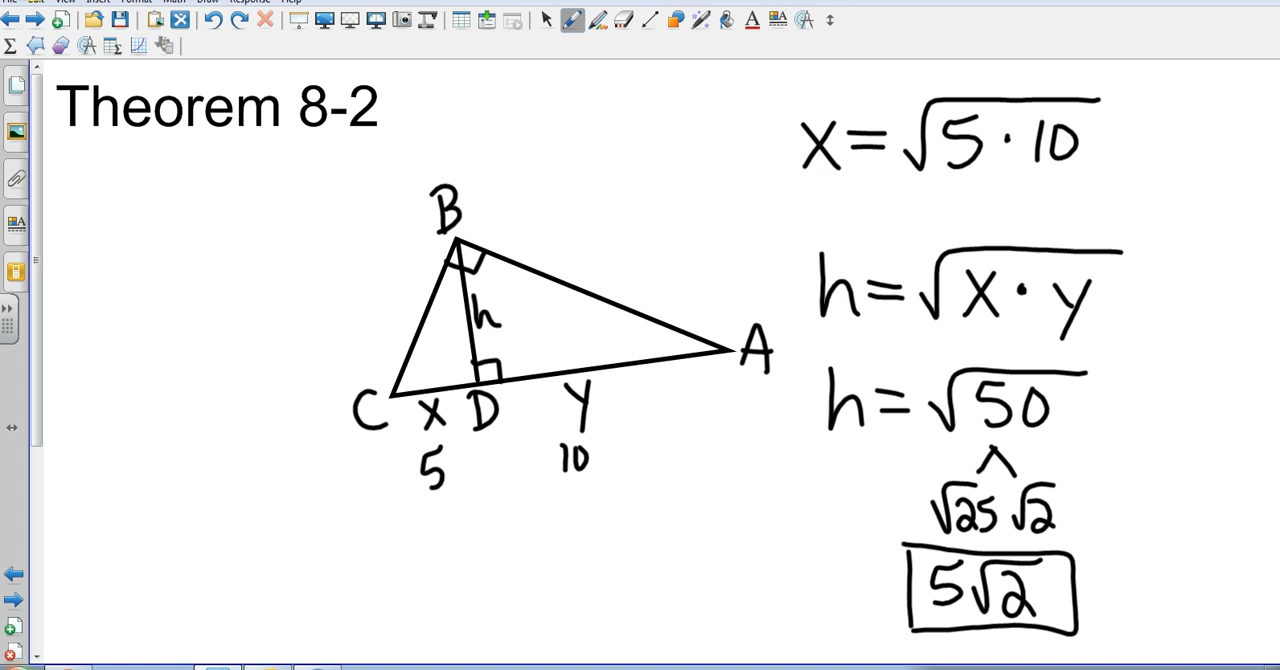 Theorem 8-2
x=√5·10
B
h=√x·y
h
A
h=√50
C x D y
5 10
√25 √2
5√2